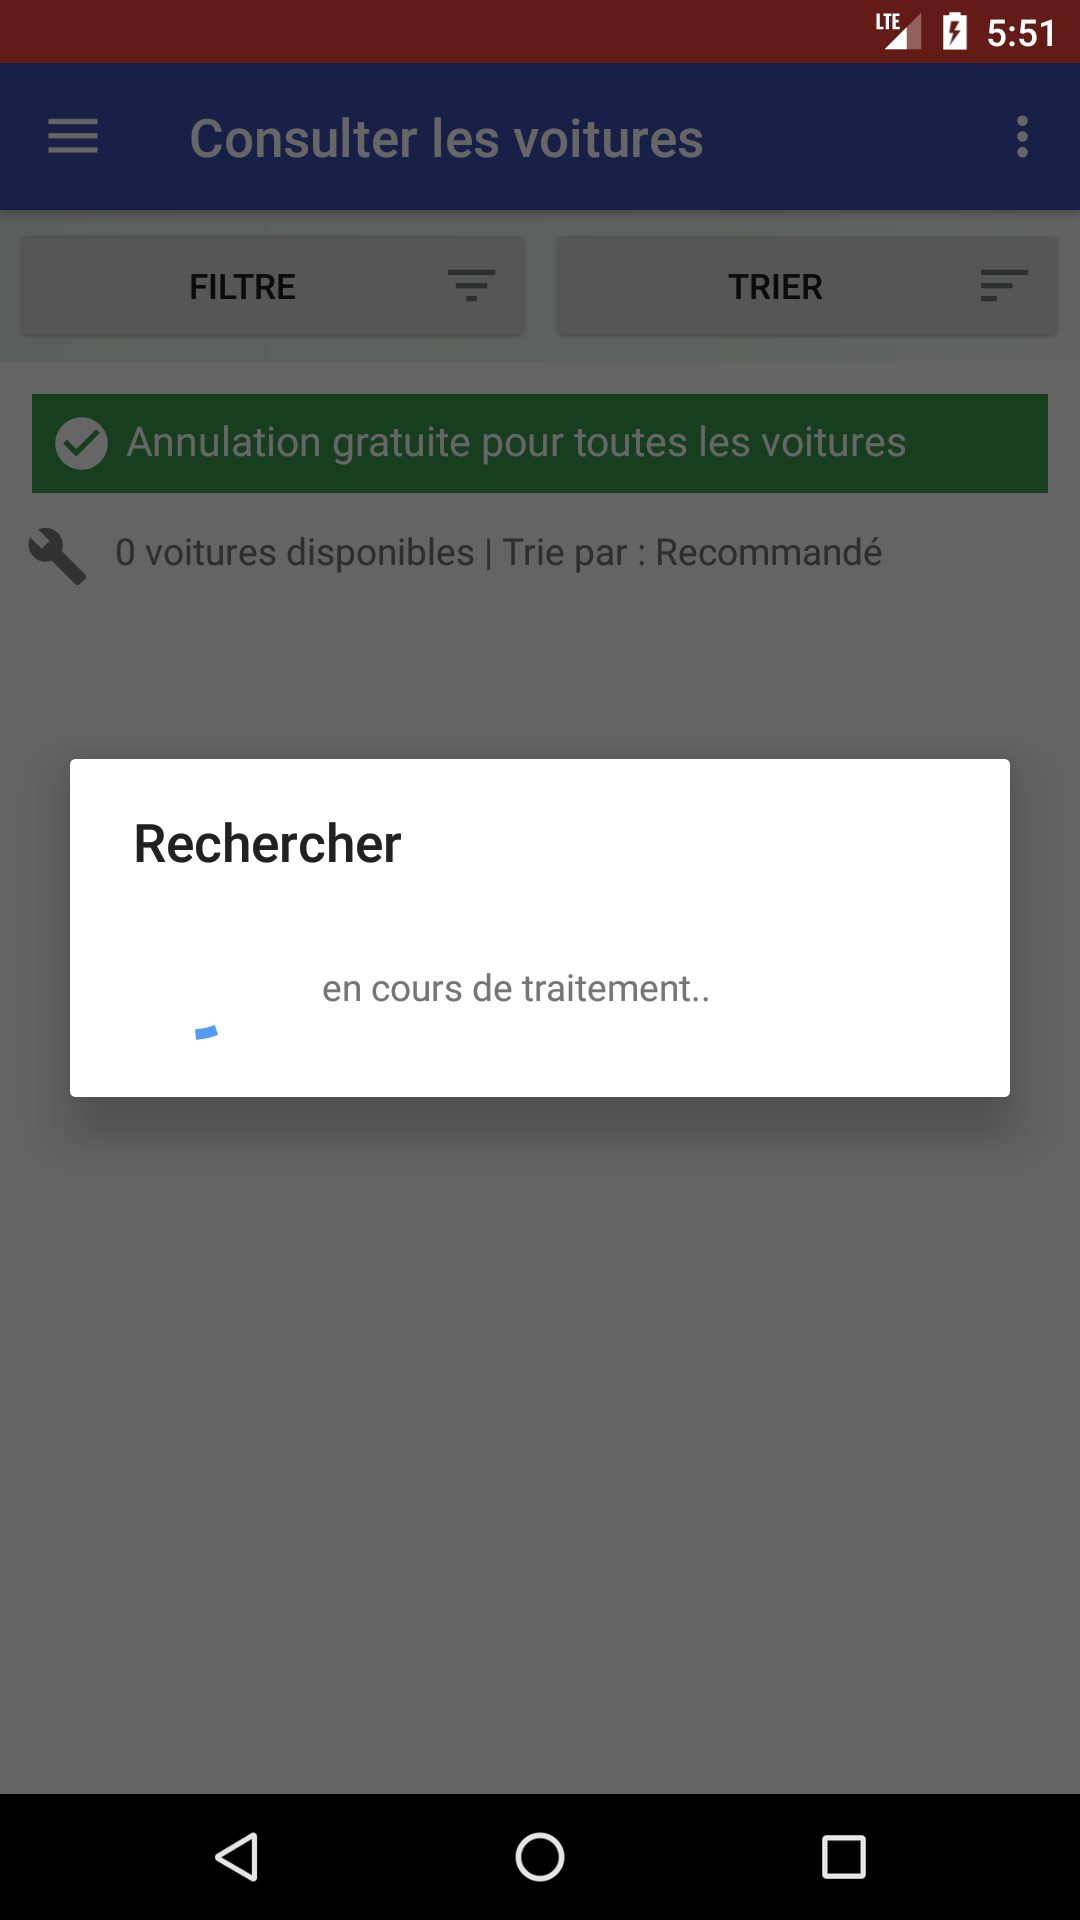 LTE 5:51
Consulter les voitures
FILTRE TRIER
Annulation gratuite pour toutes les voitures
0 voitures disponibles | Trie par : Recommandé
Rechercher
en cours de traitement..